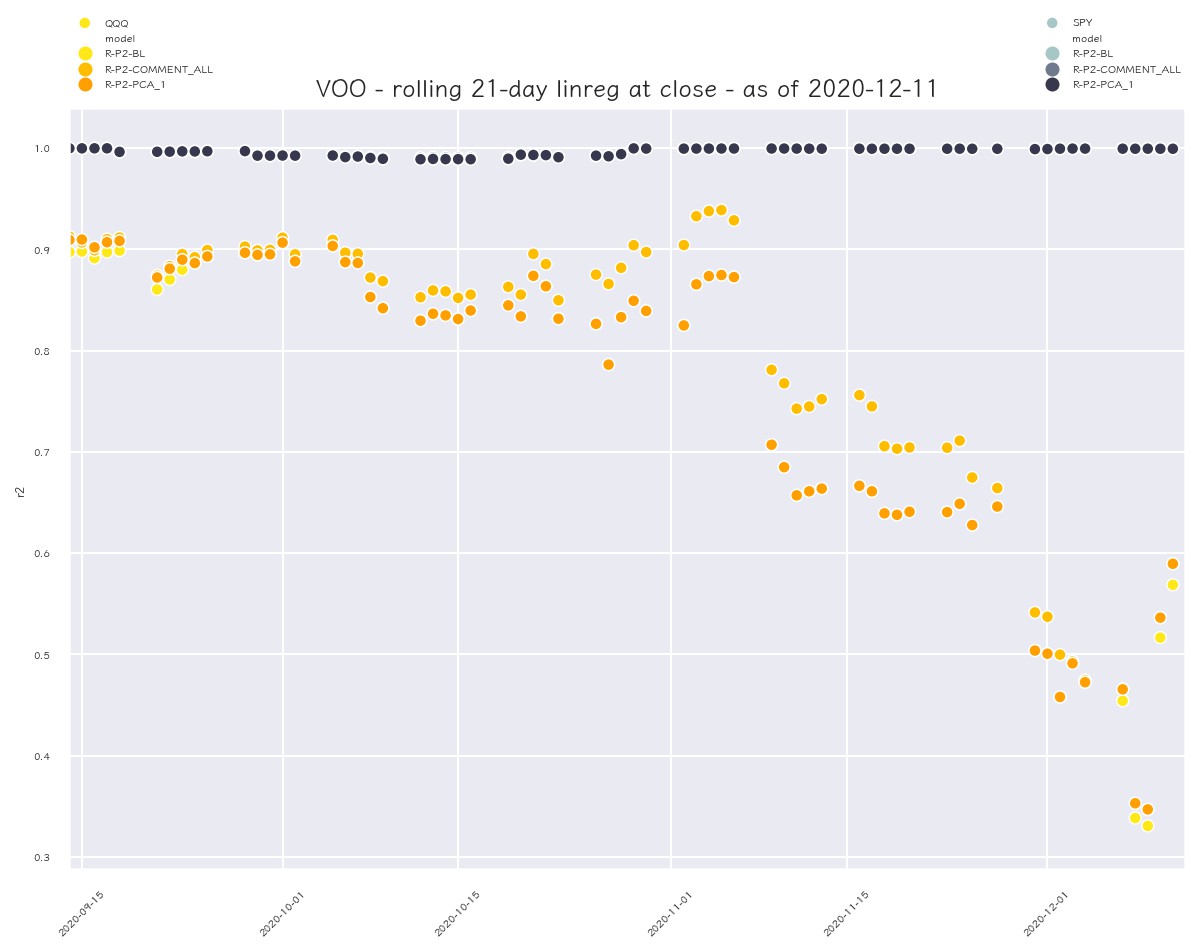 QQQ
model
R-P2-BL
R-P2-COMMENT_ALL
R-P2-PCA_1
SPY
model
R-P2-BL
R-P2-COMMENT_ALL
R-P2-PCA_1
VOO - rolling 21-day linreg at close - as of 2020-12-11
1.0
0.9
0.8
0.7
0.6
0.5
0.4
0.3
r2
2020-09-15
2020-10-01
2020-10-15
2020-11-01
2020-11-15
2020-12-01